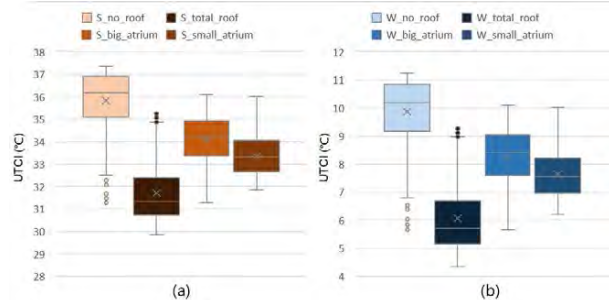 S_no_roof S_total_roof
S_big_atrium S_small_atrium
38
37
36
35
34
33
32
31
30
29
28
UTCI (°C)
(a)
W_no_roof W_total_roof
W_big_atrium W_small_atrium
12
11
10
9
8
7
6
5
4
UTCI (°C)
(b)